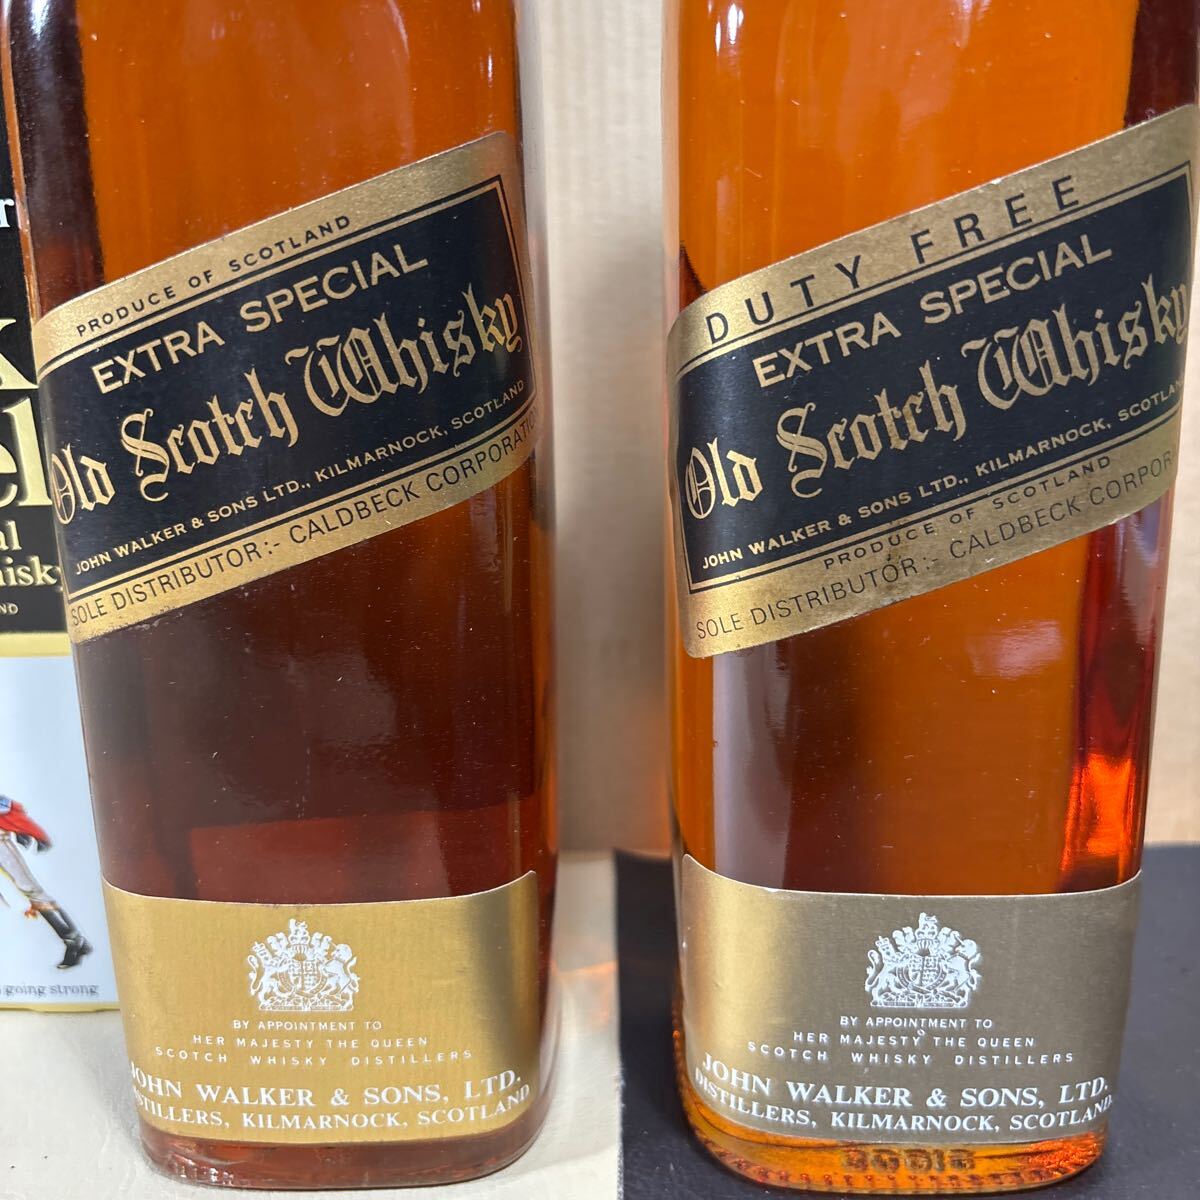 PRODUCE OF SCOTLAND
EXTRA SPECIAL
Old Scotch Whisky
JOHN WALKER & SONS LTD., KILMARNOCK, SCOTLAND
SOLE DISTRIBUTOR:- CALDBECK CORPORATION
BY APPOINTMENT TO
HER MAJESTY THE QUEEN
SCOTCH WHISKY DISTILLERS
JOHN WALKER & SONS, LTD.
DISTILLERS, KILMARNOCK, SCOTLAND
going strong
DUTY FREE
EXTRA SPECIAL
Old Scotch Whisky
JOHN WALKER & SONS LTD., KILMARNOCK, SCOTLA
PRODUCE OF SCOTLAND
SOLE DISTRIBUTOR:- CALDBECK CORPOR
BY APPOINTMENT TO
HER MAJESTY THE QUEEN
SCOTCH WHISKY DISTILLERS
JOHN WALKER & SONS, LTD.
DISTILLERS, KILMARNOCK, SCOTLAND.